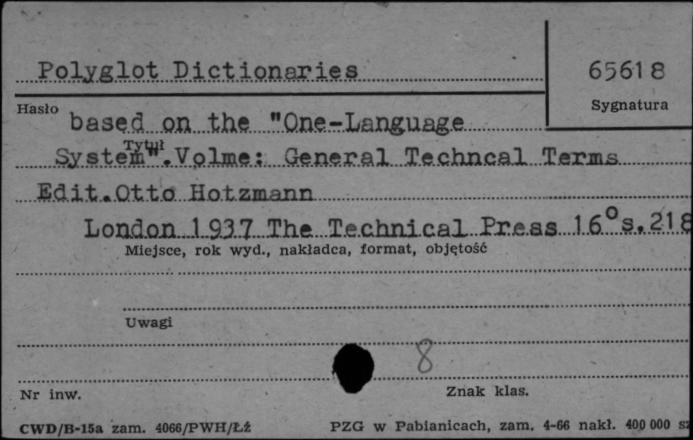 Polyglot Dictionaries
65618
Hasło
Sygnatura
based on the "One-Language
Tytuł
System".Volme: General Techncal Terms
Edit.Otto Hotzmann
London 1937 The Technical Press 16°s.218
Miejsce, rok wyd., nakładca, format, objętość
Uwagi
8
Nr inw.
Znak klas.
CWD/B-15a zam. 4066/PWH/Łź
PZG w Pabianicach, zam. 4-66 nakł. 400 000